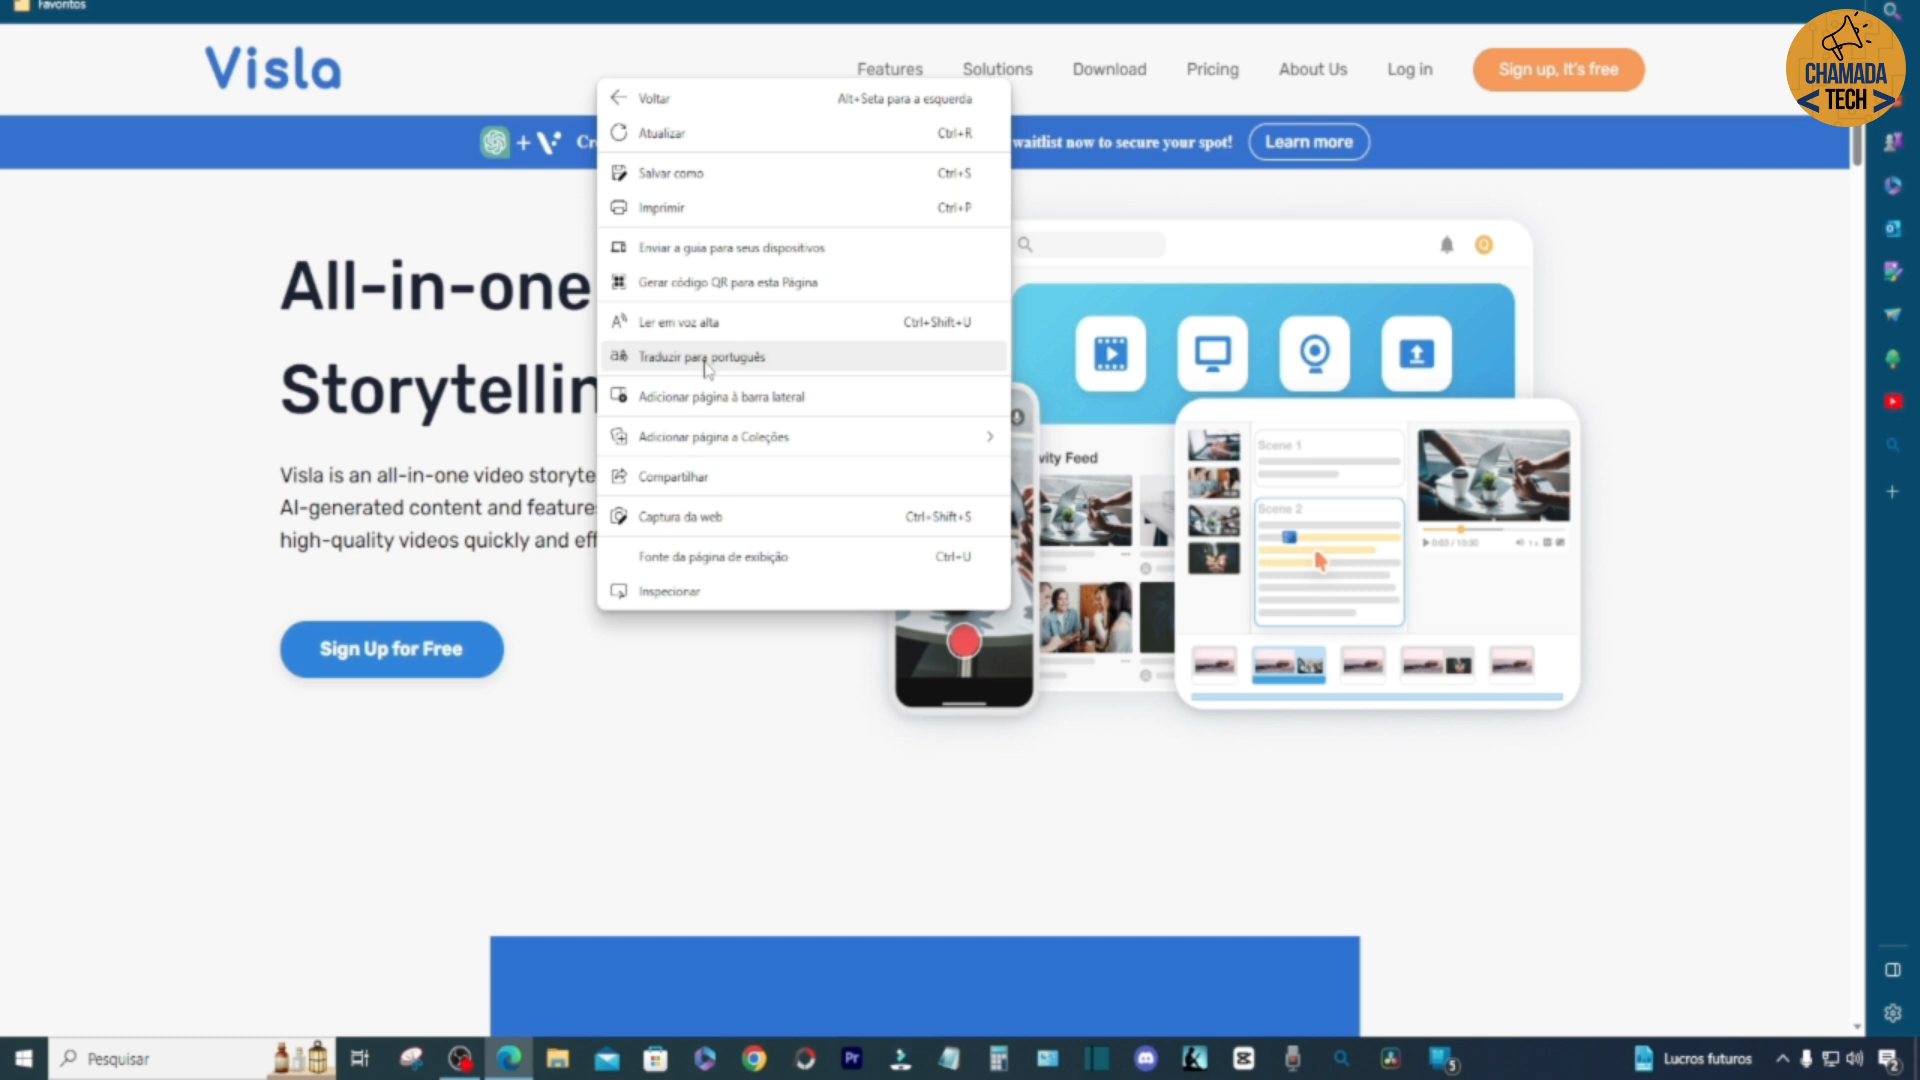 Favoritos
Visla
Features
Solutions
Download
Pricing
About Us
Log in
Sign up, It's free
CHAMADA
< TECH >
+
waitlist now to secure your spot!
Learn more
Voltar
Alt+Seta para a esquerda
Atualizar
Ctrl+R
Salvar como
Ctrl+S
Imprimir
Ctrl+P
Enviar a guia para seus dispositivos
Gerar código QR para esta Página
Ler em voz alta
Ctrl+Shift+U
Traduzir para português
Adicionar página à barra lateral
Adicionar página a Coleções
Compartilhar
Captura da web
Ctrl+Shift+S
Fonte da página de exibição
Ctrl+U
Inspecionar
All-in-one
Visla is an all-in-one video
AI-generated content and
high-quality videos quickly and
Sign Up for Free
Feed
Scene 1
Scene 2
Pesquisar
Pr
5
Lucros futuros
2